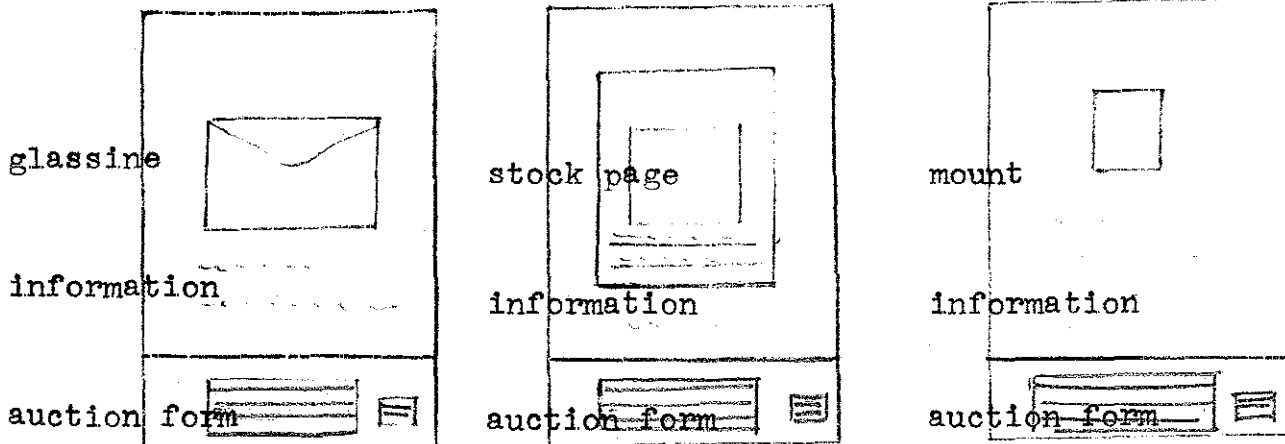 glassine
stock page
mount
information
information
information
auction form
auction form
auction form